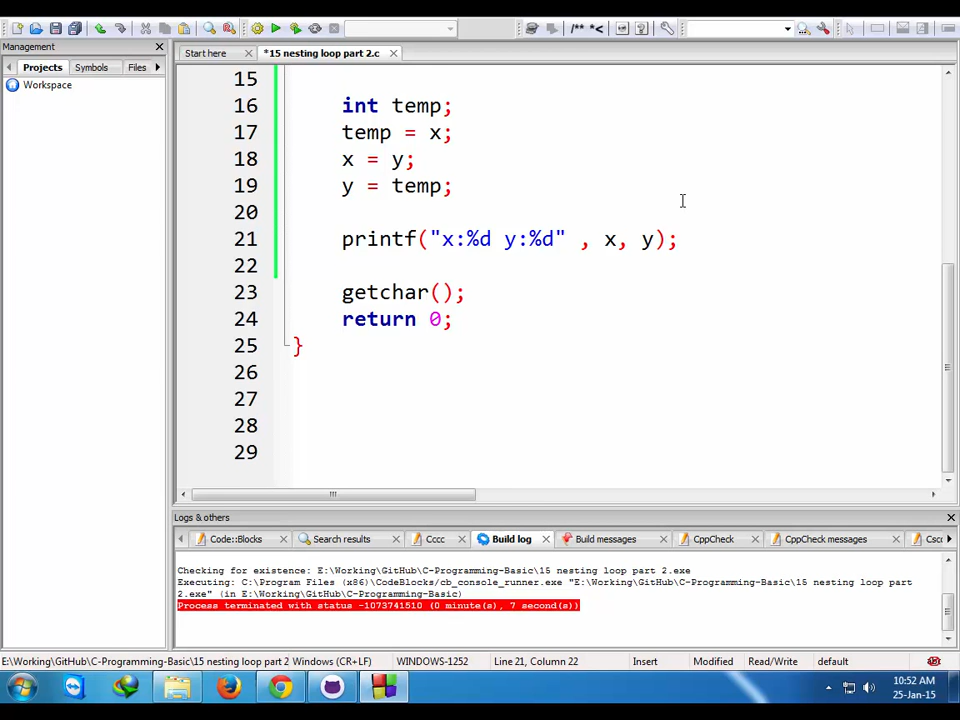 Management
Start here
*15 nesting loop part 2.c
Projects
Symbols
Files
Workspace
/** *<
15
16 int temp;
17 temp = x;
18 x = y;
19 y = temp;
20
21 printf("x:%d y:%d" , x, y);
22
23 getchar();
24 return 0;
25 }
26
27
28
29
Logs & others
Code::Blocks
Search results
Cccc
Build log
Build messages
CppCheck
CppCheck messages
Cscc
Checking for existence: E:\Working\GitHub\C-Programming-Basic\15 nesting loop part 2.exe
Executing: C:\Program Files (x86)\CodeBlocks/cb_console_runner.exe "E:\Working\GitHub\C-Programming-Basic\15 nesting loop part
2.exe" (in E:\Working\GitHub\C-Programming-Basic)
Process terminated with status -1073741510 (0 minute(s), 7 second(s))
E:\Working\GitHub\C-Programming-Basic\15 nesting loop part 2
Windows (CR+LF)
WINDOWS-1252
Line 21, Column 22
Insert
Modified
Read/Write
default
10:52 AM
25-Jan-15